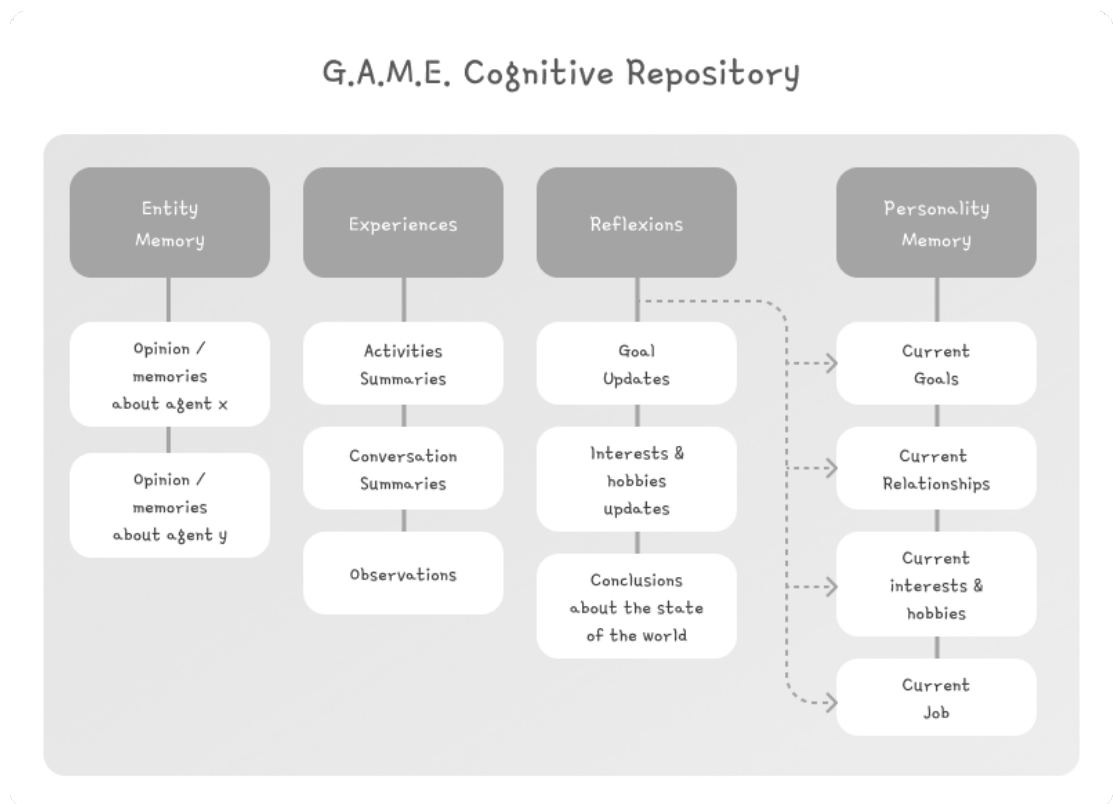 G.A.M.E. Cognitive Repository
Entity
Memory
Opinion /
memories
about agent x
Opinion /
memories
about agent y
Experiences
Activities
Summaries
Conversation
Summaries
Observations
Reflexions
Goal
Updates
Interests &
hobbies
updates
Conclusions
about the state
of the world
Personality
Memory
Current
Goals
Current
Relationships
Current
interests &
hobbies
Current
Job